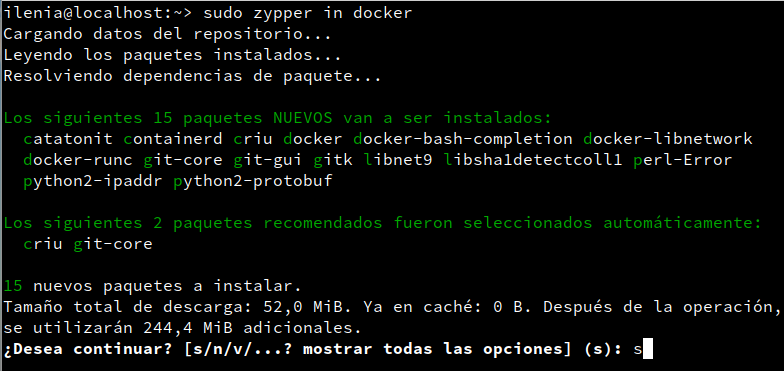 ilenia@localhost:~> sudo zypper in docker
Cargando datos del repositorio...
Leyendo los paquetes instalados...
Resolviendo dependencias de paquete...
Los siguientes 15 paquetes NUEVOS van a ser instalados:
catatonit containerd criu docker docker-bash-completion docker-libnetwork
docker-runc git-core git-gui gitk libnet9 libsha1detectcoll1 perl-Error
python2-ipaddr python2-protobuf
Los siguientes 2 paquetes recomendados fueron seleccionados automáticamente:
criu git-core
15 nuevos paquetes a instalar.
Tamaño total de descarga: 52,0 MiB. Ya en caché: 0 B. Después de la operación,
se utilizarán 244,4 MiB adicionales.
¿Desea continuar? [s/n/v/...? mostrar todas las opciones] (s): s